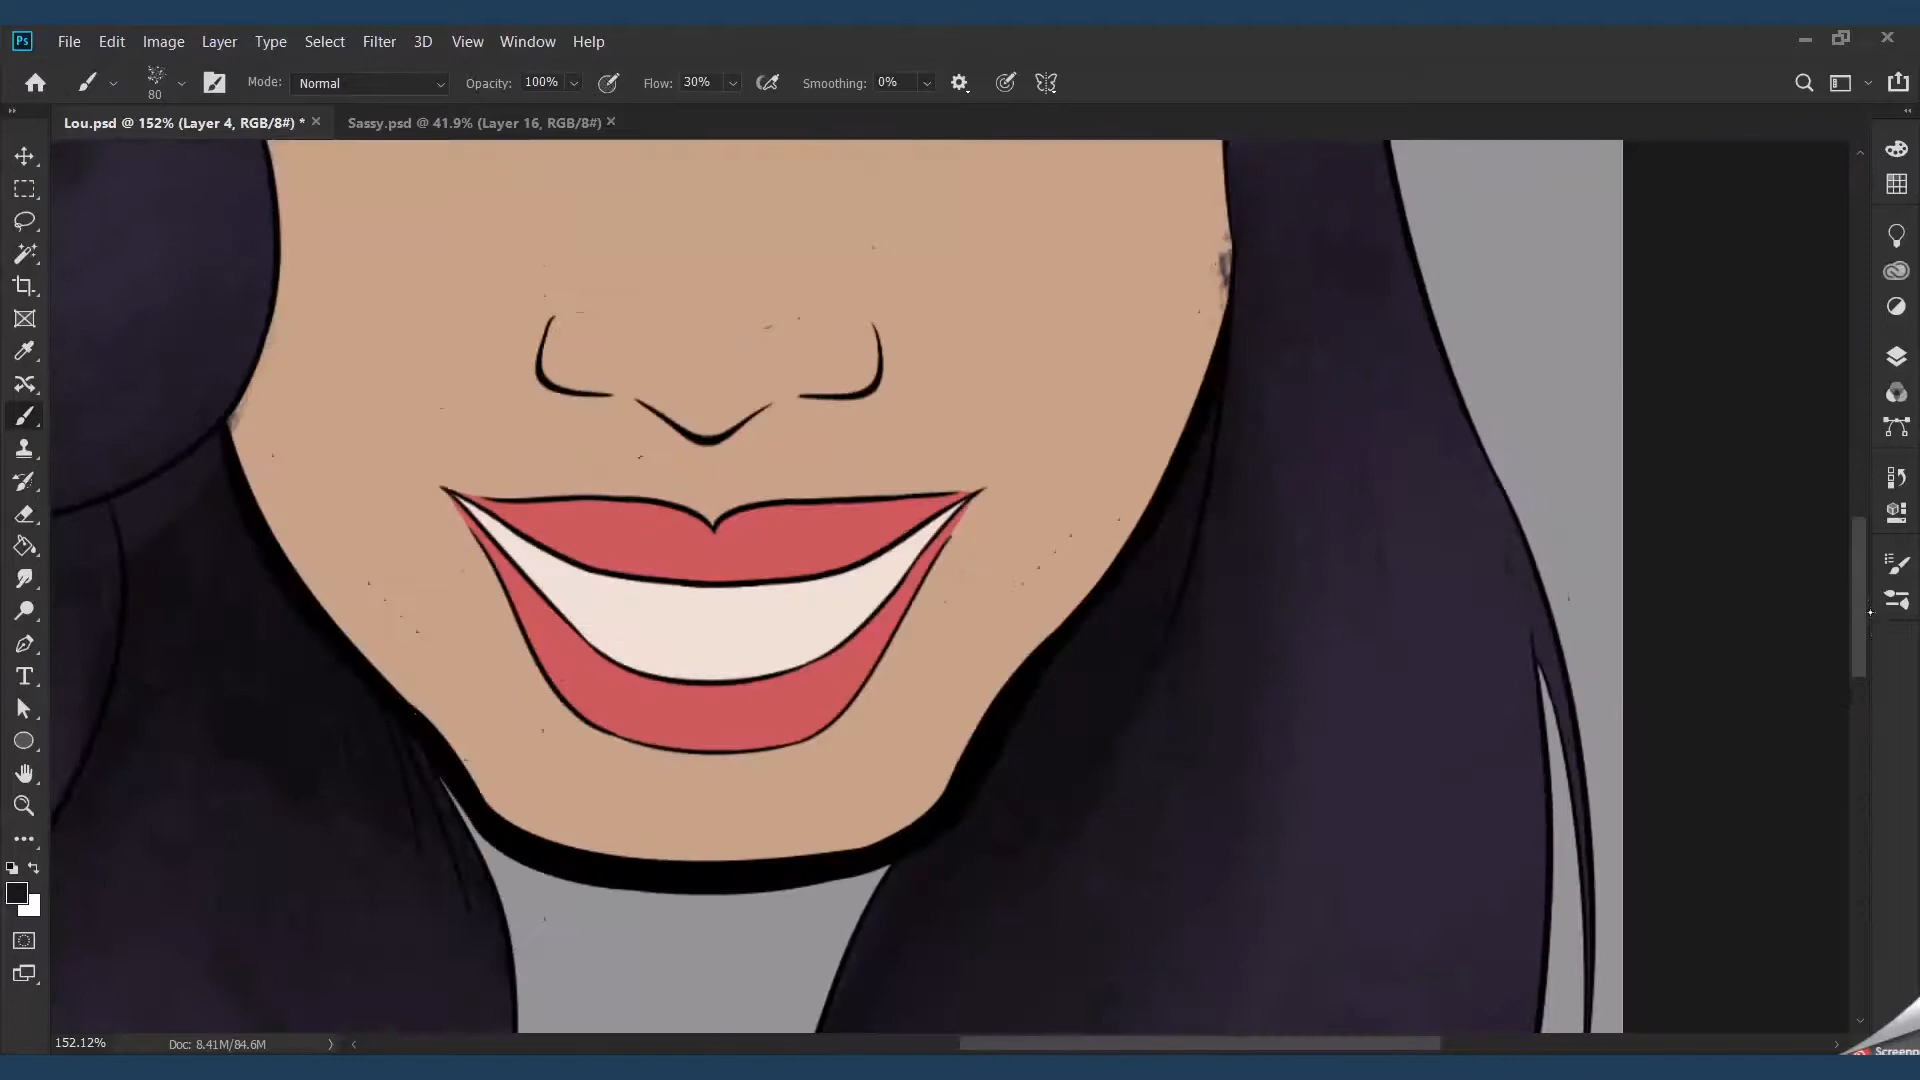 Ps File Edit Image Layer Type Select Filter 3D View Window Help
80 Mode: Normal Opacity: 100% Flow: 30% Smoothing: 0%
Lou.psd @ 152% (Layer 4, RGB/8#) * × Sassy.psd @ 41.9% (Layer 16, RGB/8#) ×
T
152.12% Doc: 8.41M/84.6M